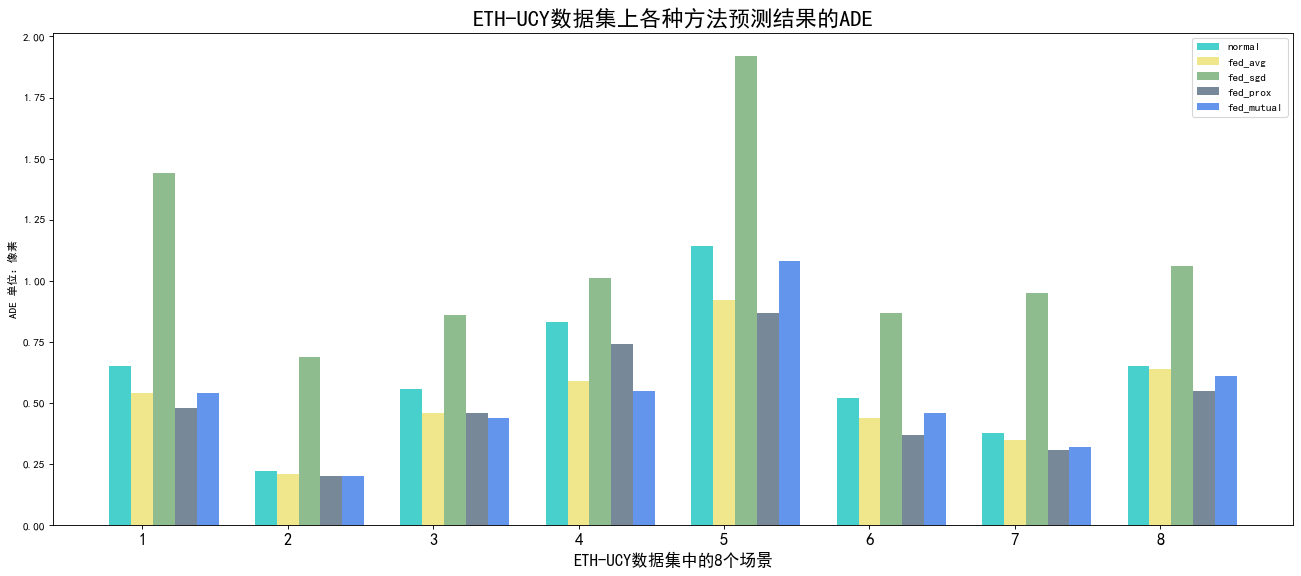 ETH-UCY数据集上各种方法预测结果的ADE
normal
fed_avg
fed_sgd
fed_prox
fed_mutual
ADE 单位: 像素
2.00
1.75
1.50
1.25
1.00
0.75
0.50
0.25
0.00
1 2 3 4 5 6 7 8
ETH-UCY数据集中的8个场景